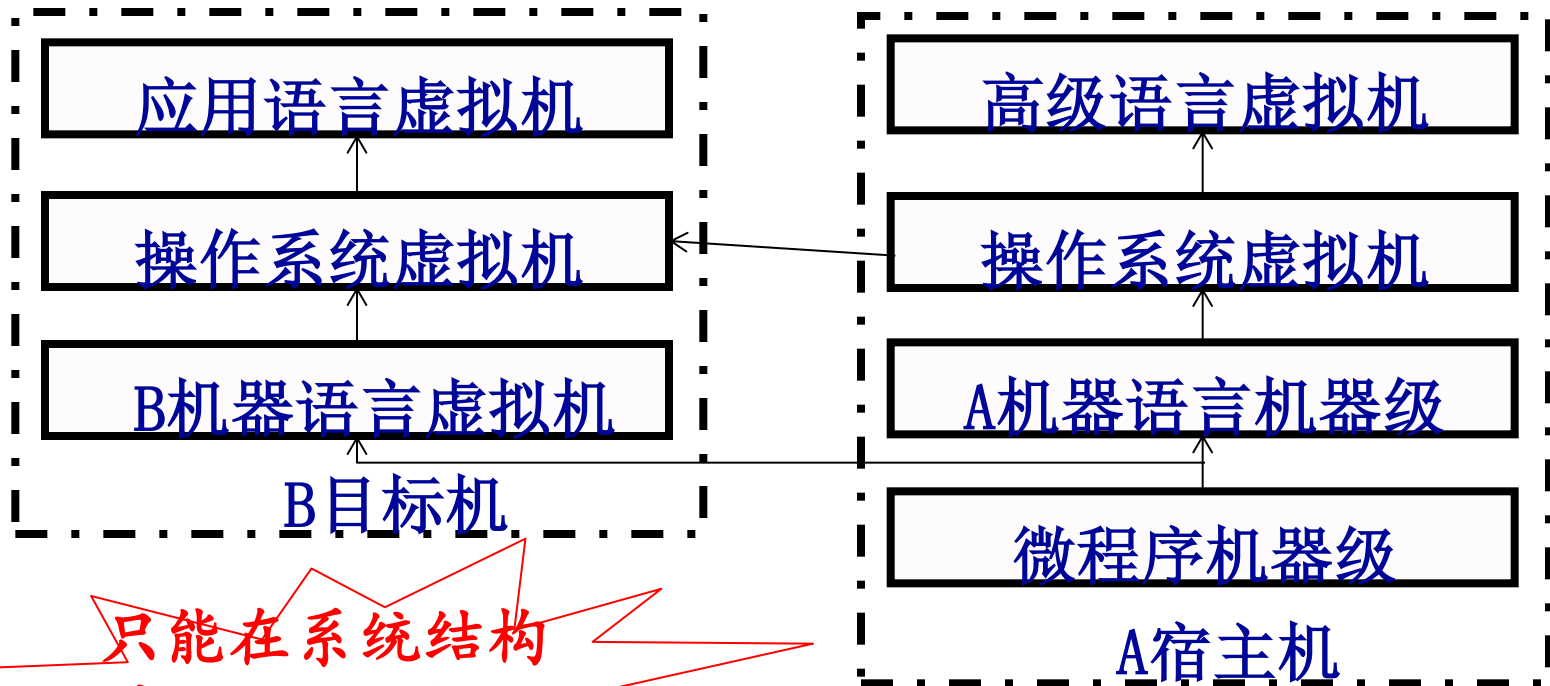 应用语言虚拟机
操作系统虚拟机
B机器语言虚拟机
B目标机
只能在系统结构
高级语言虚拟机
操作系统虚拟机
A机器语言机器级
微程序机器级
A宿主机